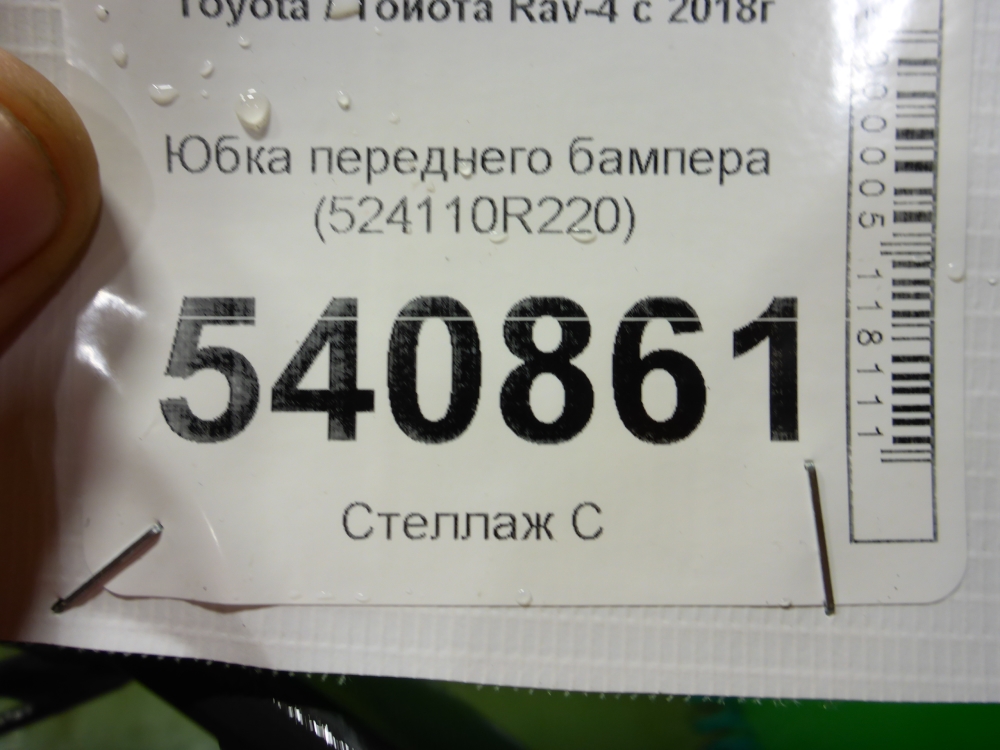 Toyota / Тойота Rav-4 с 2018г
Юбка переднего бампера
(524110R220)
540861
Стеллаж С
000005118111